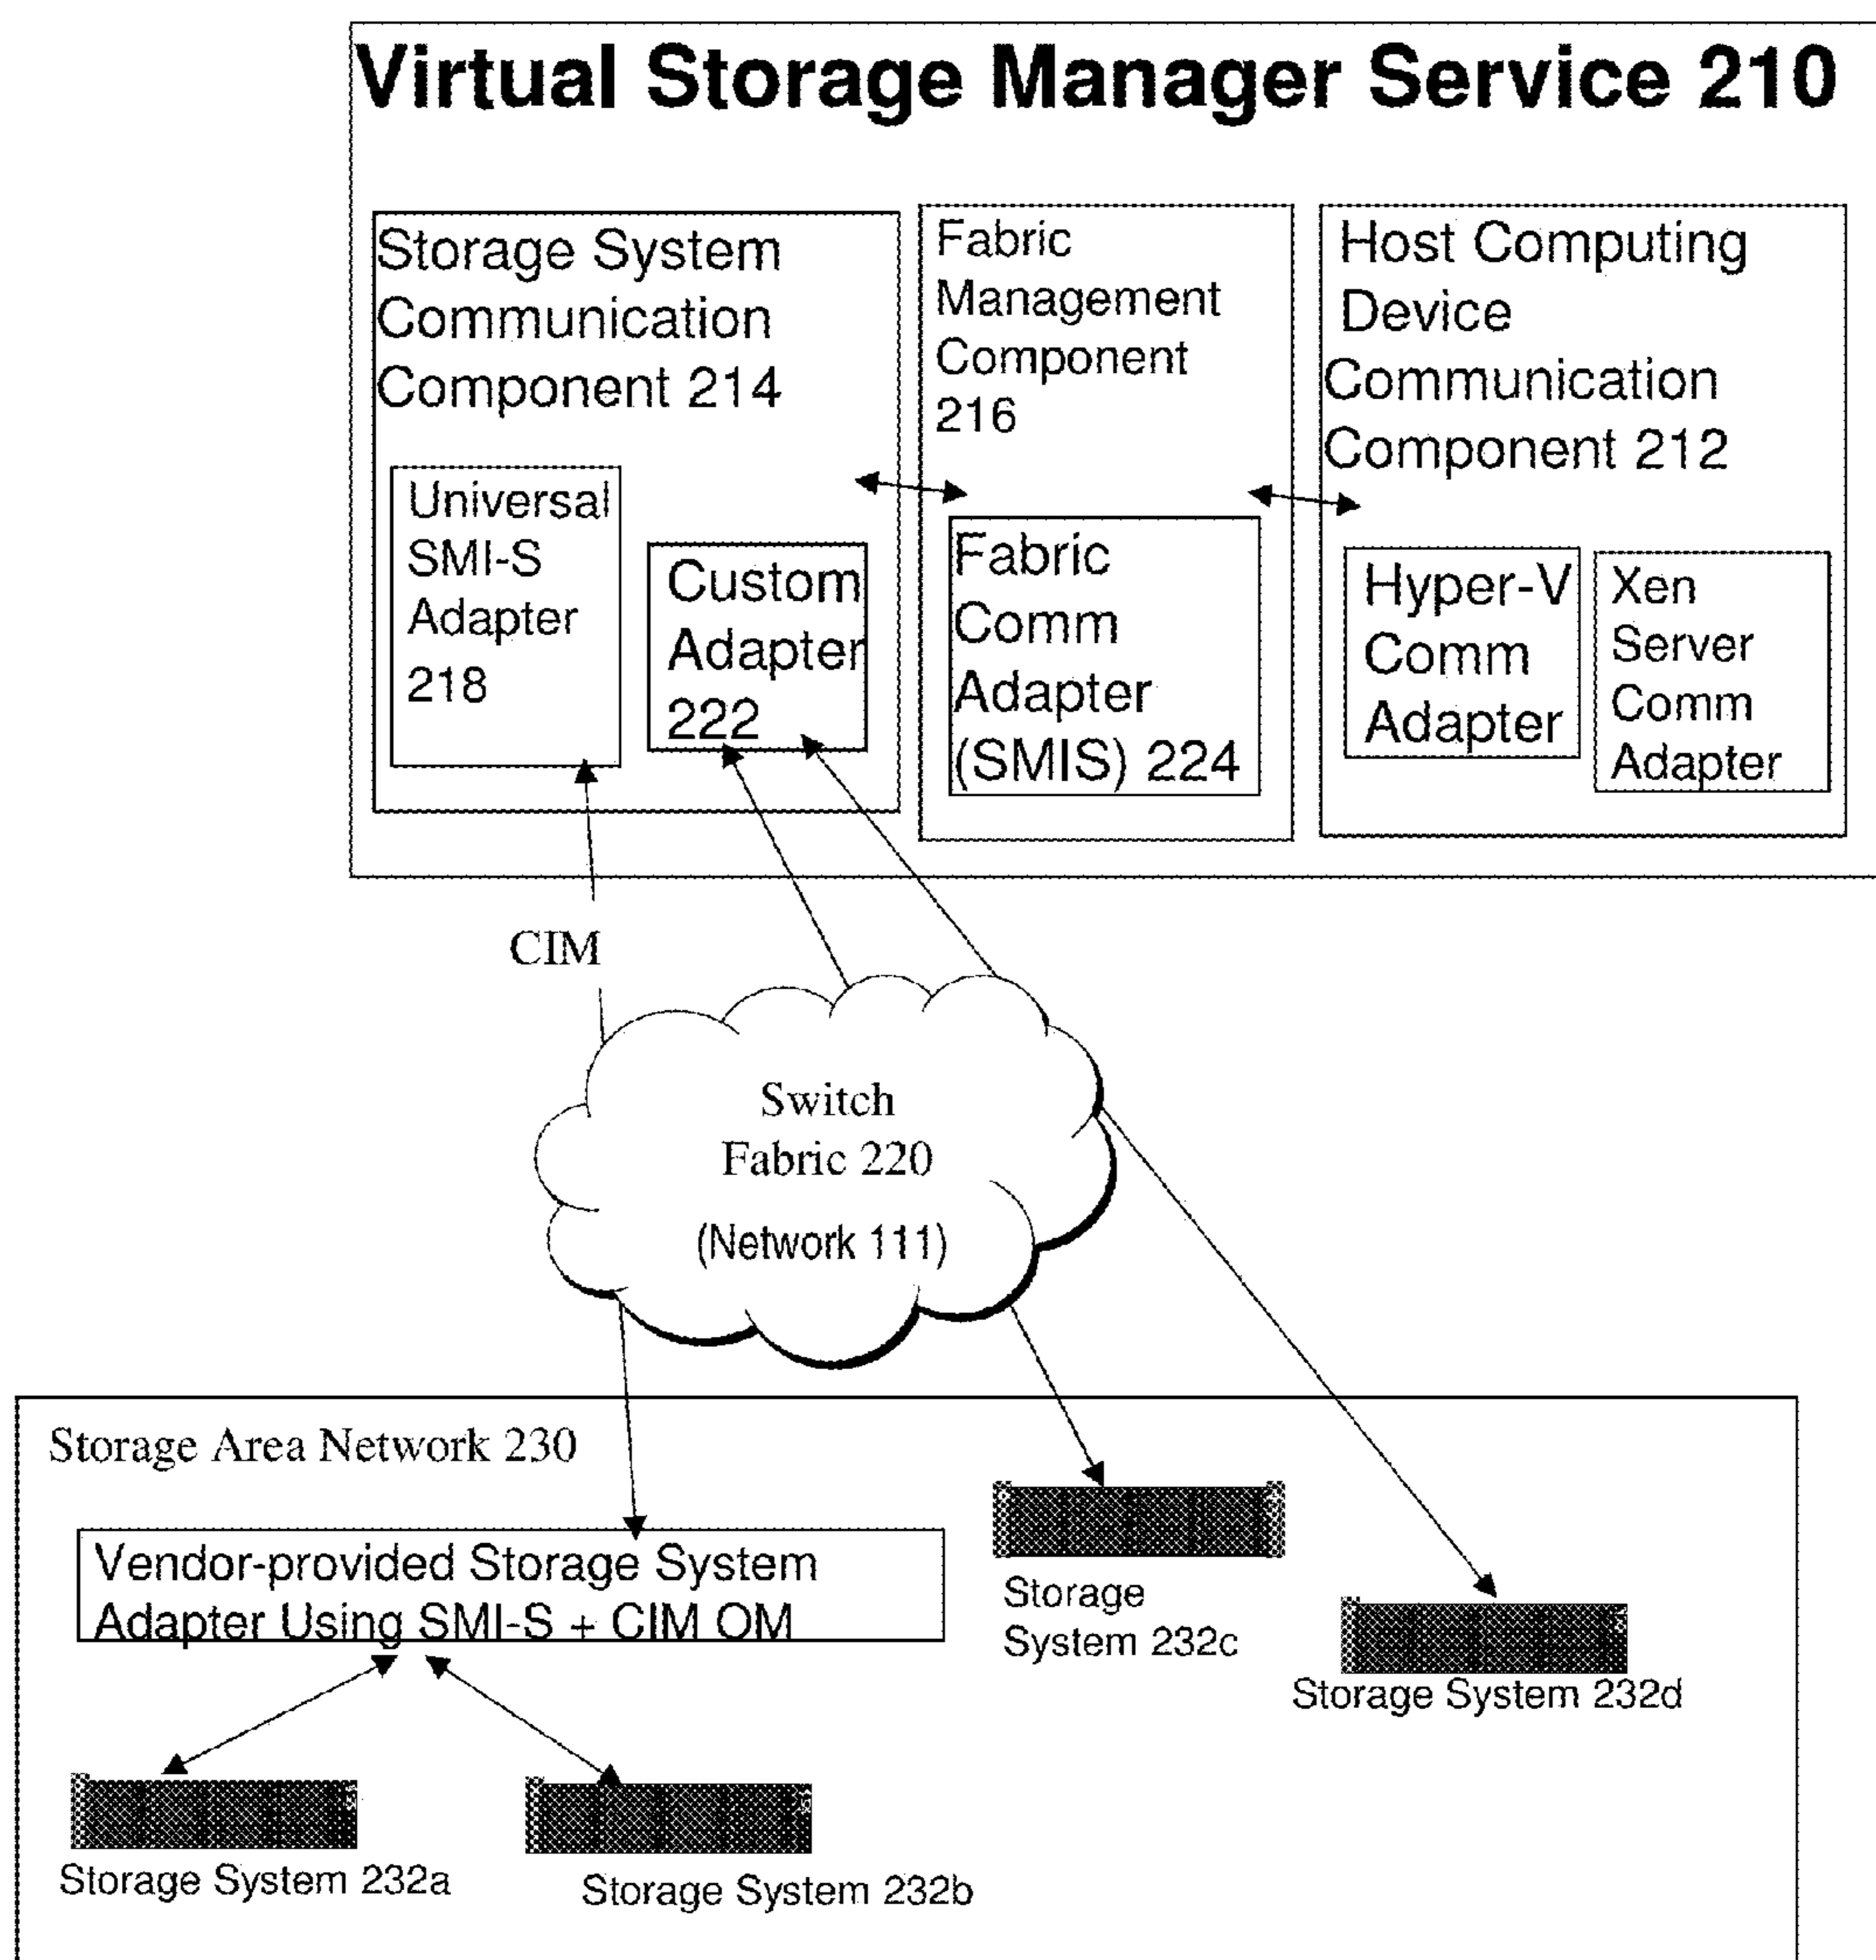 Virtual Storage Manager Service 210
Storage System
Communication
Component 214
Universal
SMI-S
Adapter
218
Custom
Adapter
222
Fabric
Management
Component
216
Fabric
Comm
Adapter
(SMIS) 224
Host Computing
Device
Communication
Component 212
Hyper-V
Comm
Adapter
Xen
Server
Comm
Adapter
CIM
Switch
Fabric 220
(Network 111)
Storage Area Network 230
Vendor-provided Storage System
Adapter Using SMI-S + CIM OM
Storage
System 232c
Storage System 232d
Storage System 232a
Storage System 232b